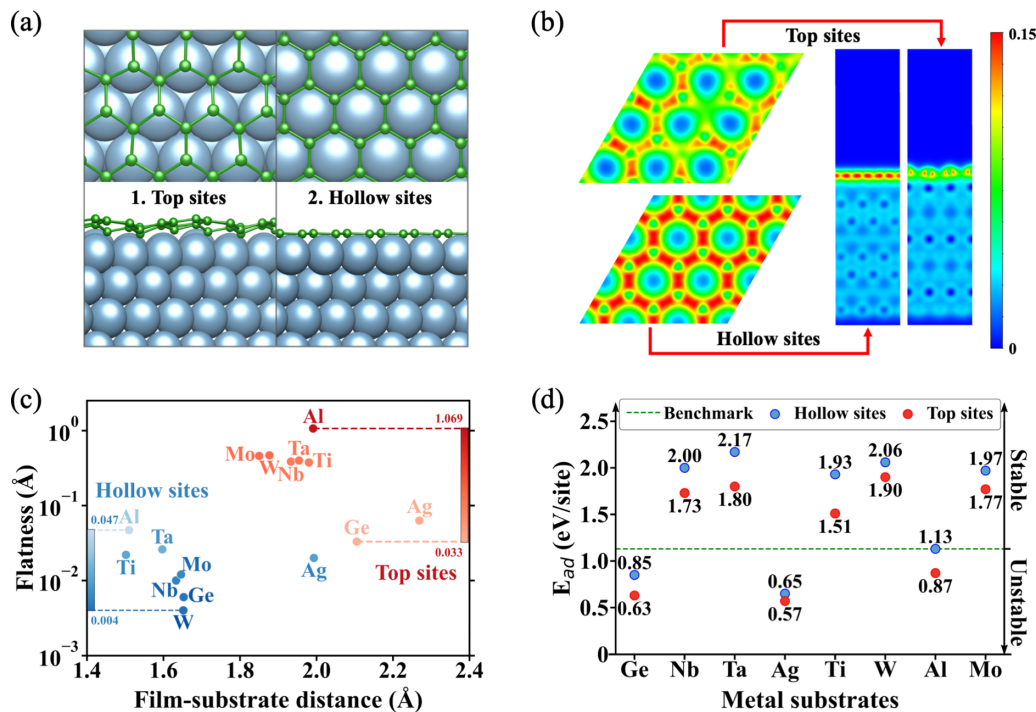 (a)
1. Top sites
2. Hollow sites
(b)
Top sites
Hollow sites
0.15
0
(c)
Flatness (Å)
10⁰
10⁻¹
10⁻²
10⁻³
1.4 1.6 1.8 2.0 2.2 2.4
Film-substrate distance (Å)
Al
1.069
Mo
W
Ta
Nb
Ti
Hollow sites
0.047
Al
Ti
Ta
Mo
Nb
Ge
W
0.004
Ag
Ge
Ag
0.033
Top sites
(d)
E_ad (eV/site)
2.5
2.0
1.5
1.0
0.5
0
Benchmark Hollow sites Top sites
0.85
0.63
2.00
1.73
2.17
1.80
0.65
0.57
1.93
1.51
2.06
1.90
1.13
0.87
1.97
1.77
Stable
Unstable
Ge Nb Ta Ag Ti W Al Mo
Metal substrates